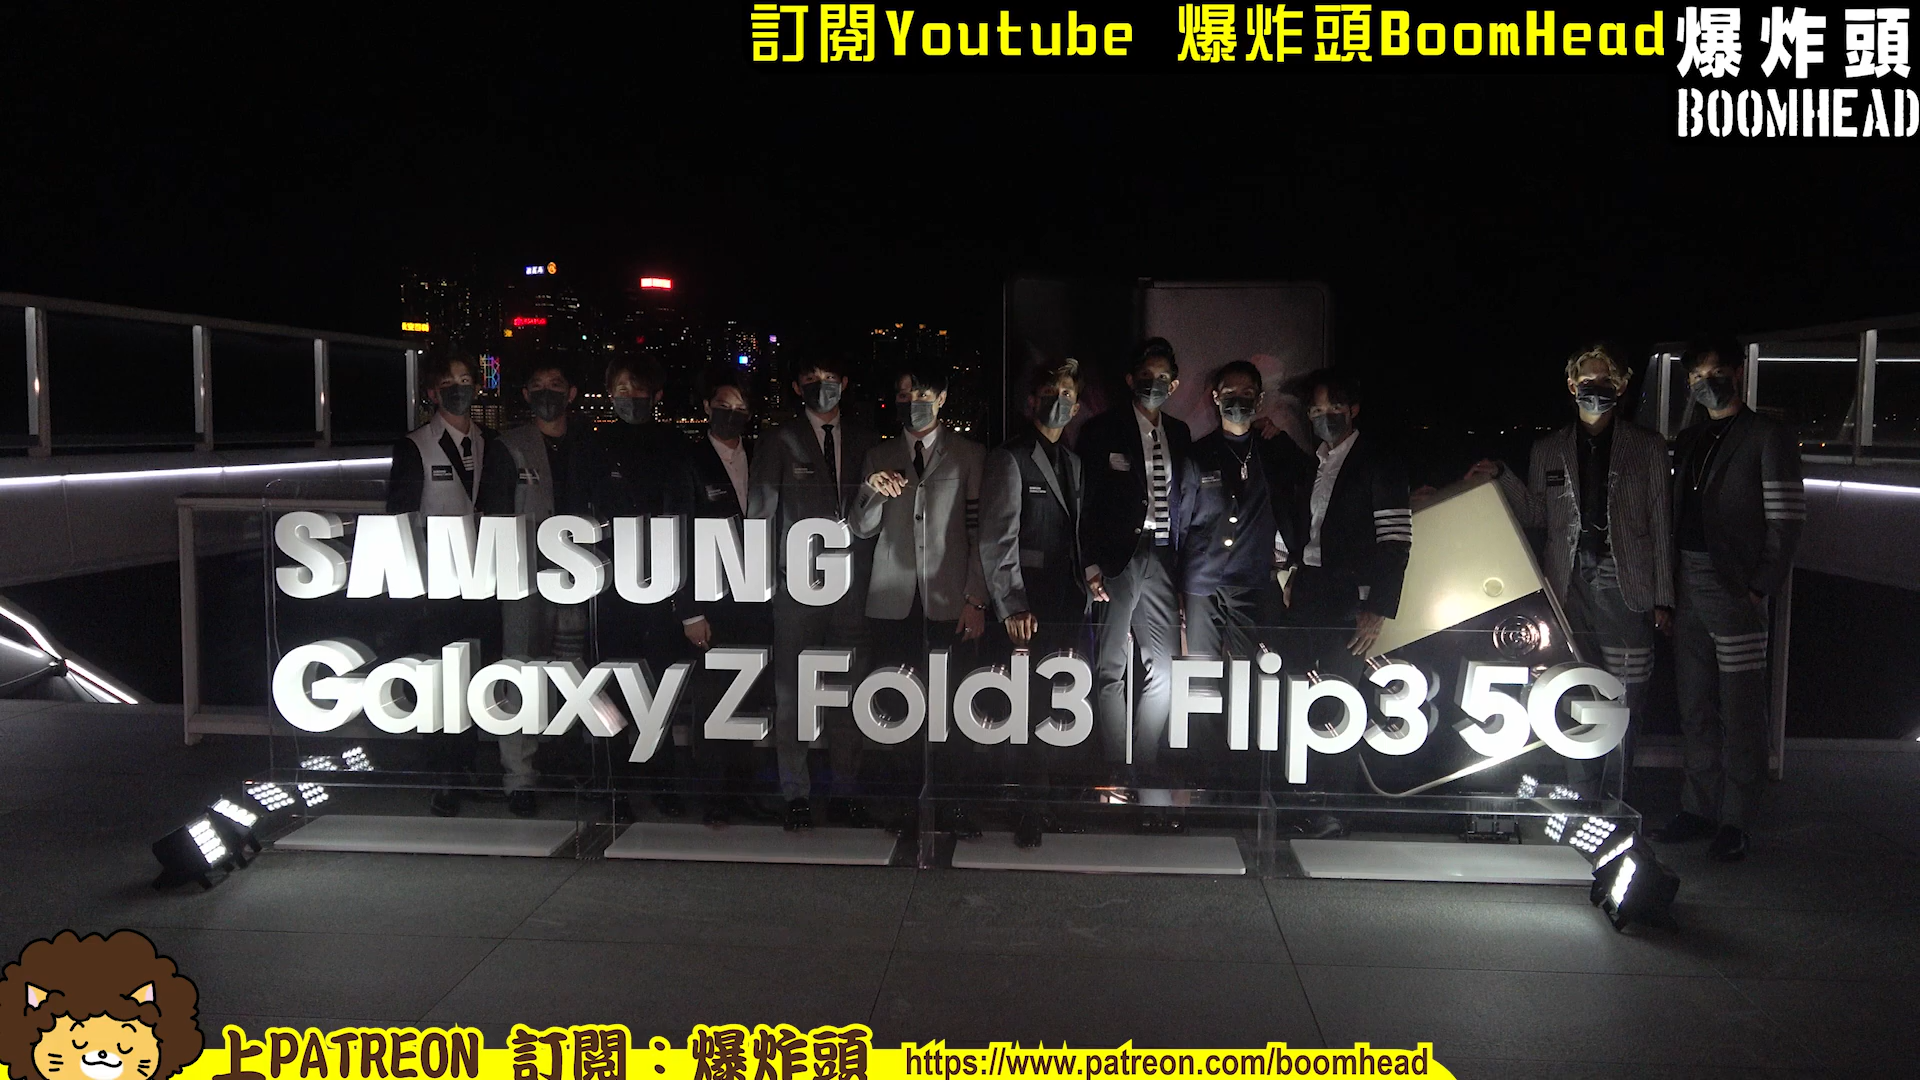 訂閱Youtube 爆炸頭BoomHead
爆炸頭
BOOMHEAD
SAMSUNG
Galaxy Z Fold3 | Flip3 5G
上PATREON 訂閱：爆炸頭 https://www.patreon.com/boomhead